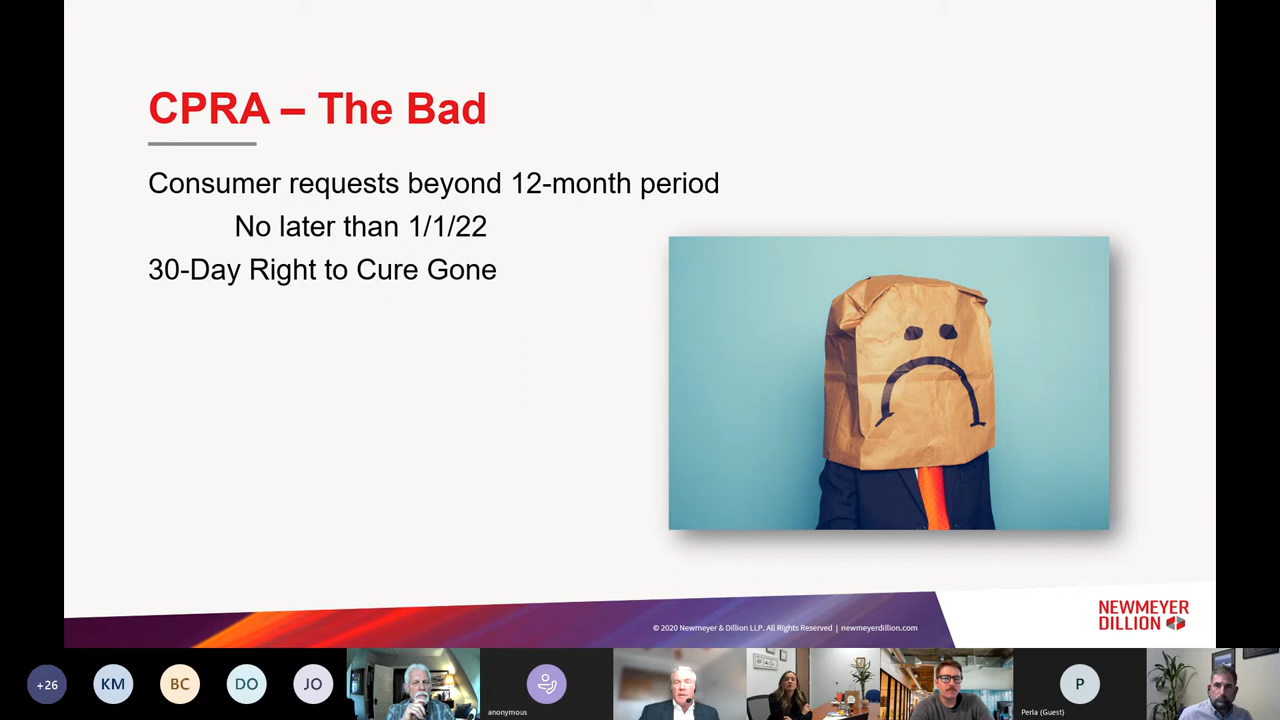 CPRA – The Bad
Consumer requests beyond 12-month period
No later than 1/1/22
30-Day Right to Cure Gone
© 2020 Newmeyer & Dillion LLP. All Rights Reserved | newmeyerdillion.com
NEWMEYER
DILLION
+26
KM
BC
DO
JO
anonymous
P
Perla (Guest)